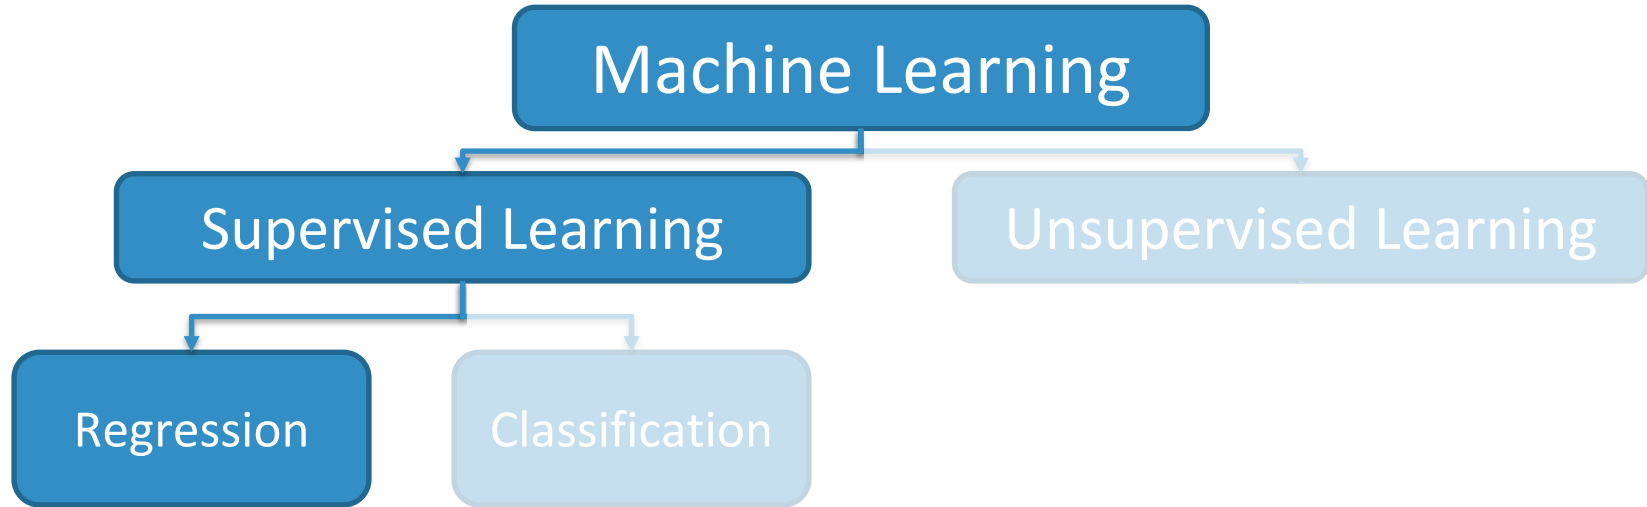 Machine Learning
Supervised Learning
Unsupervised Learning
Regression
Classification